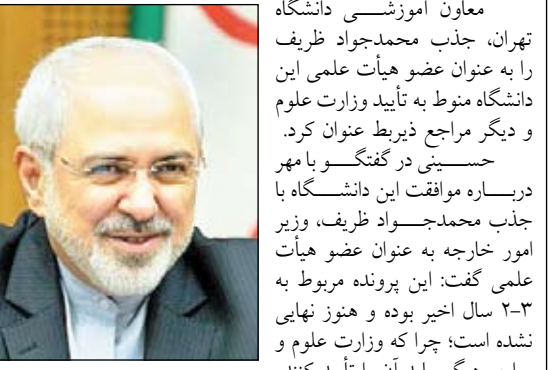 معاون آموزشی دانشگاه
تهران، جذب محمدجواد ظریف
را به عنوان عضو هیأت علمی این
دانشگاه منوط به تأیید وزارت علوم
و دیگر مراجع ذیربط عنوان کرد.
حسینی در گفتگو با مهر
درباره موافقت این دانشگاه با
جذب محمدجواد ظریف، وزیر
امور خارجه به عنوان عضو هیأت
علمی گفت: این پرونده مربوط به
۲-۳ سال اخیر بوده و هنوز نهایی
نشده است؛ چرا که وزارت علوم و